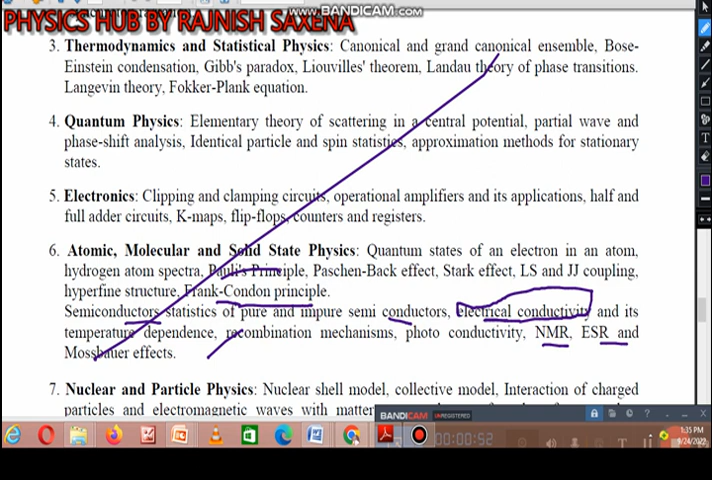 www.BANDICAM.com
PHYSICS HUB BY RAJNISH SAXENA
3. Thermodynamics and Statistical Physics: Canonical and grand canonical ensemble, Bose-
Einstein condensation, Gibb's paradox, Liouvilles' theorem, Landau theory of phase transitions.
Langevin theory, Fokker-Plank equation.
4. Quantum Physics: Elementary theory of scattering in a central potential, partial wave and
phase-shift analysis, Identical particle and spin statistics, approximation methods for stationary
states.
5. Electronics: Clipping and clamping circuits, operational amplifiers and its applications, half and
full adder circuits, K-maps, flip-flops, counters and registers.
6. Atomic, Molecular and Solid State Physics: Quantum states of an electron in an atom,
hydrogen atom spectra, Pauli's Principle, Paschen-Back effect, Stark effect, LS and JJ coupling,
hyperfine structure, Frank-Condon principle.
Semiconductors statistics of pure and impure semi conductors, electrical conductivity and its
temperature dependence, recombination mechanisms, photo conductivity, NMR, ESR and
Mossbauer effects.
7. Nuclear and Particle Physics: Nuclear shell model, collective model, Interaction of charged
particles and electromagnetic waves with matter
BANDICAM UNREGISTERED
00:00:52
1:35 PM
9/24/2022